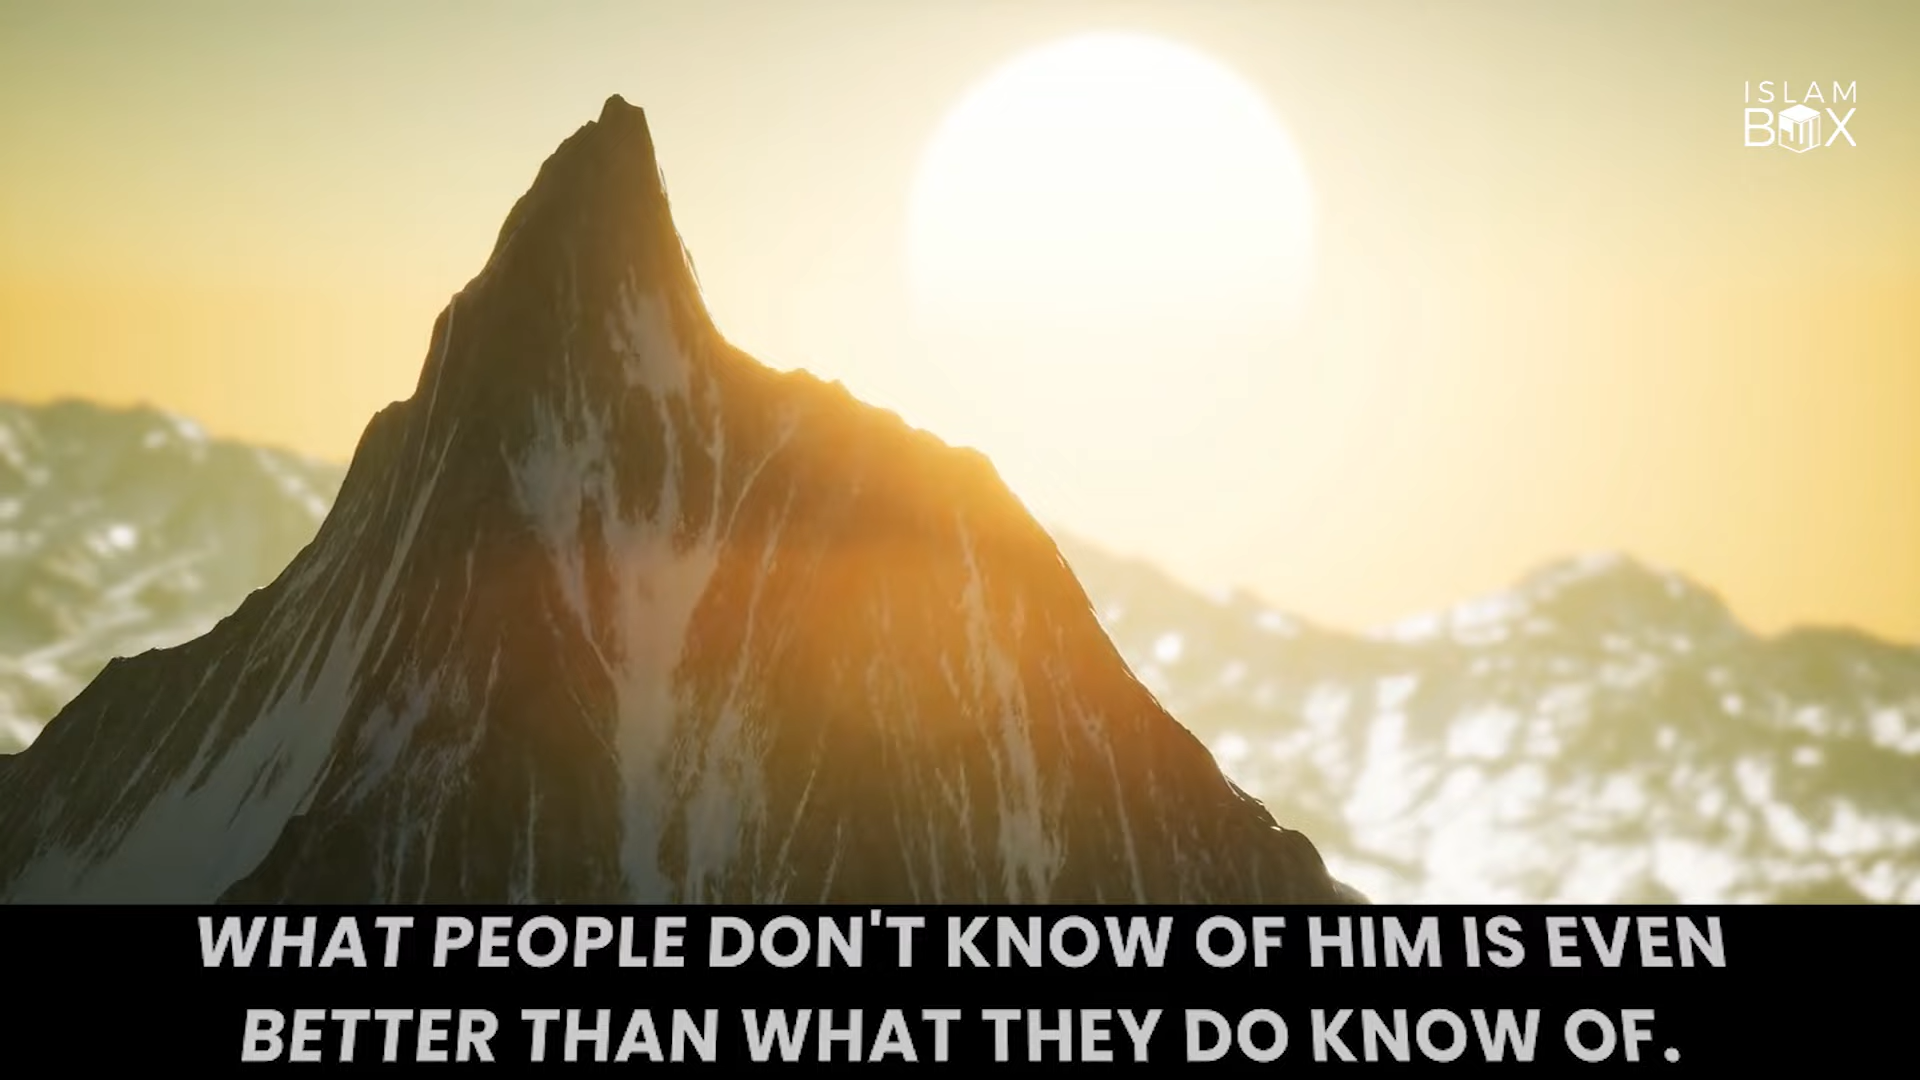 ISLAM
BOX
WHAT PEOPLE DON'T KNOW OF HIM IS EVEN
BETTER THAN WHAT THEY DO KNOW OF.